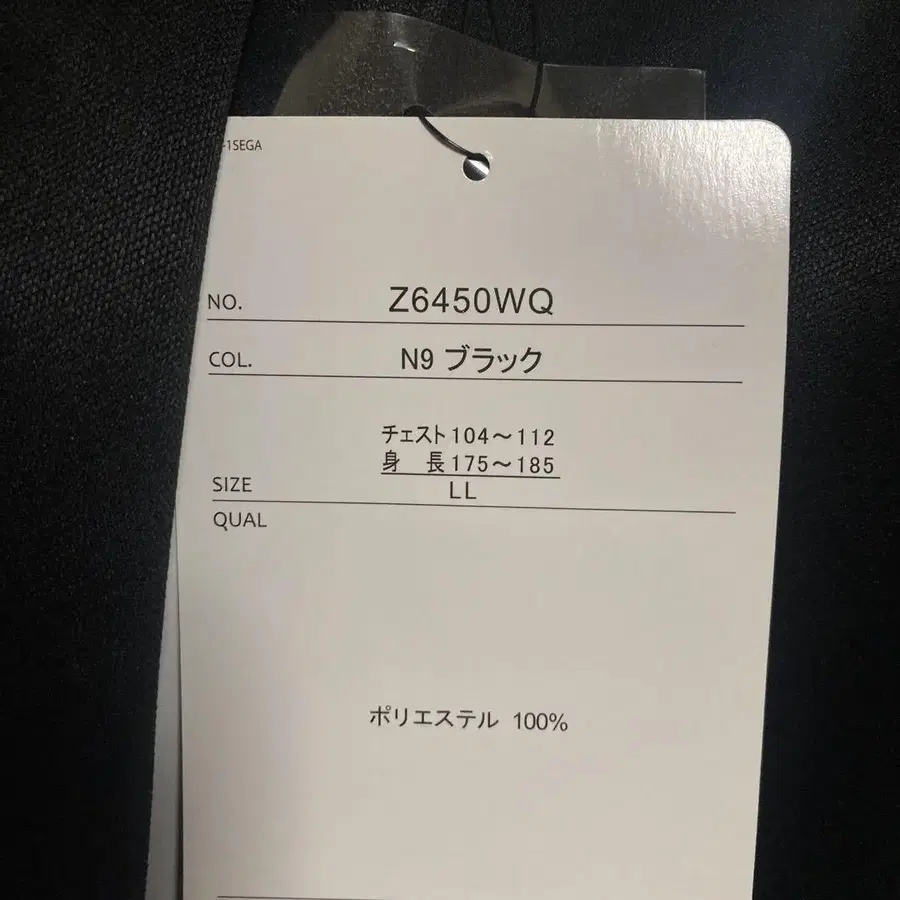 -1SEGA
NO. Z6450WQ
COL. N9 ブラック
チェスト104～112
身 長175～185
SIZE LL
QUAL
ポリエステル 100%